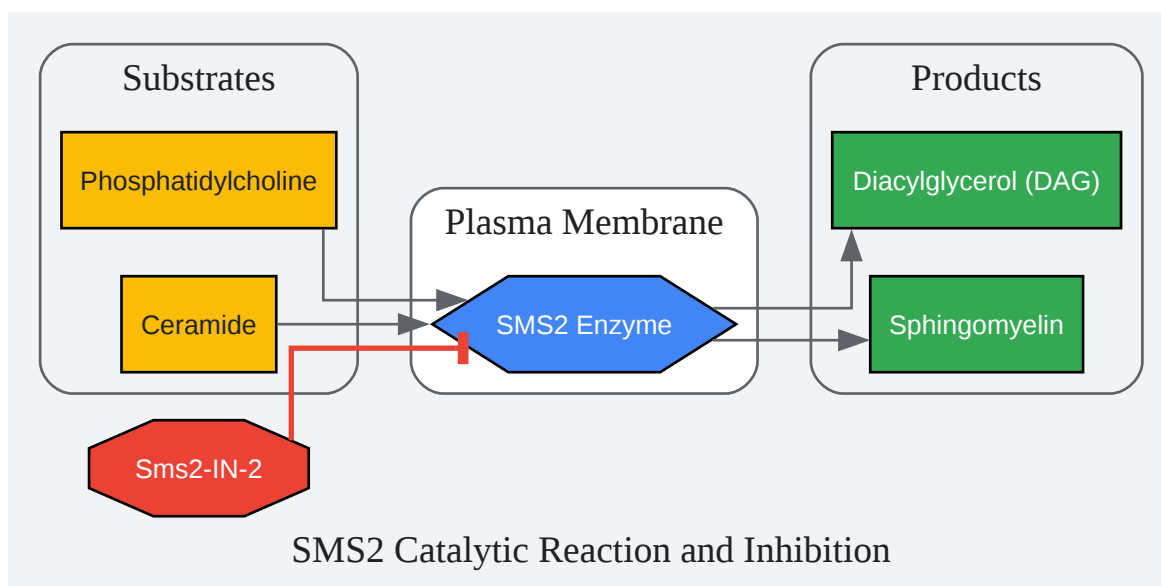 Substrates
Phosphatidylcholine
Ceramide
Plasma Membrane
SMS2 Enzyme
Products
Diacylglycerol (DAG)
Sphingomyelin
Sms2-IN-2
SMS2 Catalytic Reaction and Inhibition